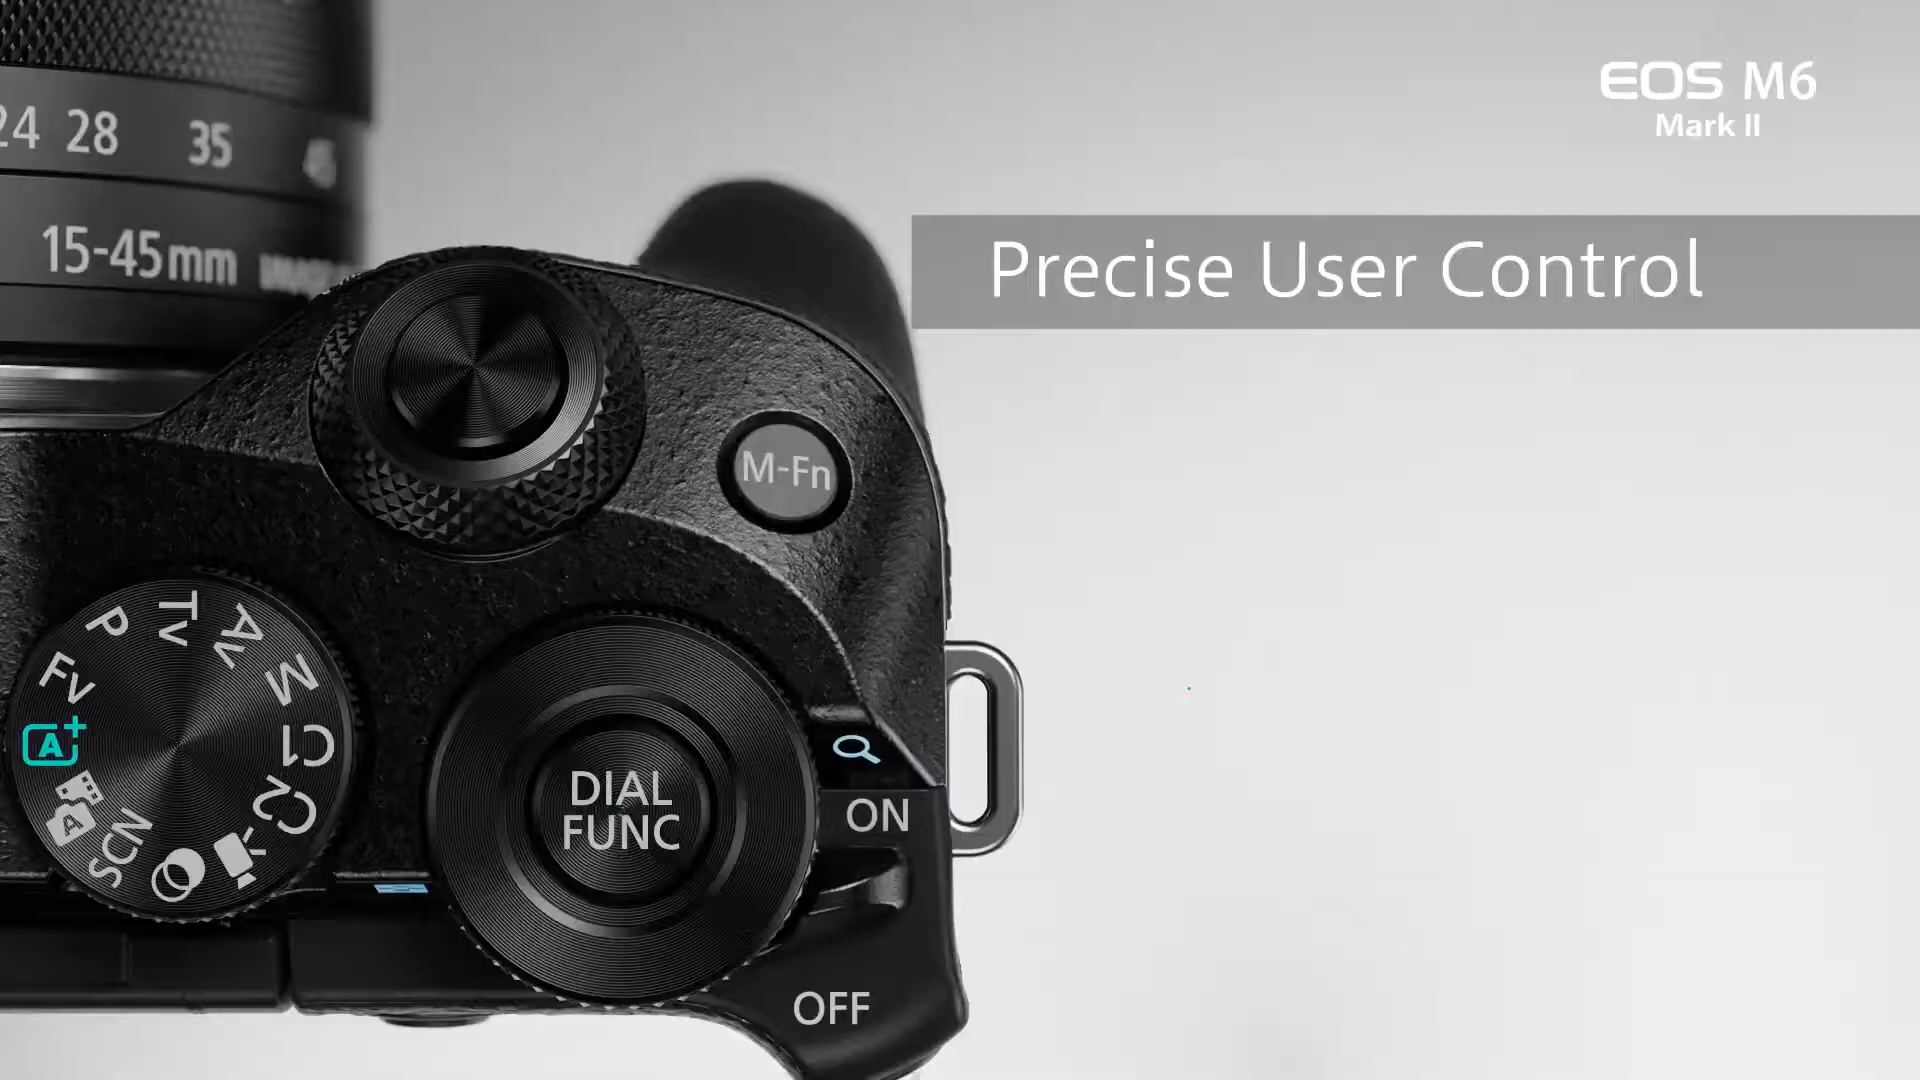 EOS M6
Mark II
24 28 35 45
15-45mm
Precise User Control
M-Fn
P
Tv
Av
M
Fv
C1
A+
C2
A
SCN
DIAL
FUNC
ON
OFF